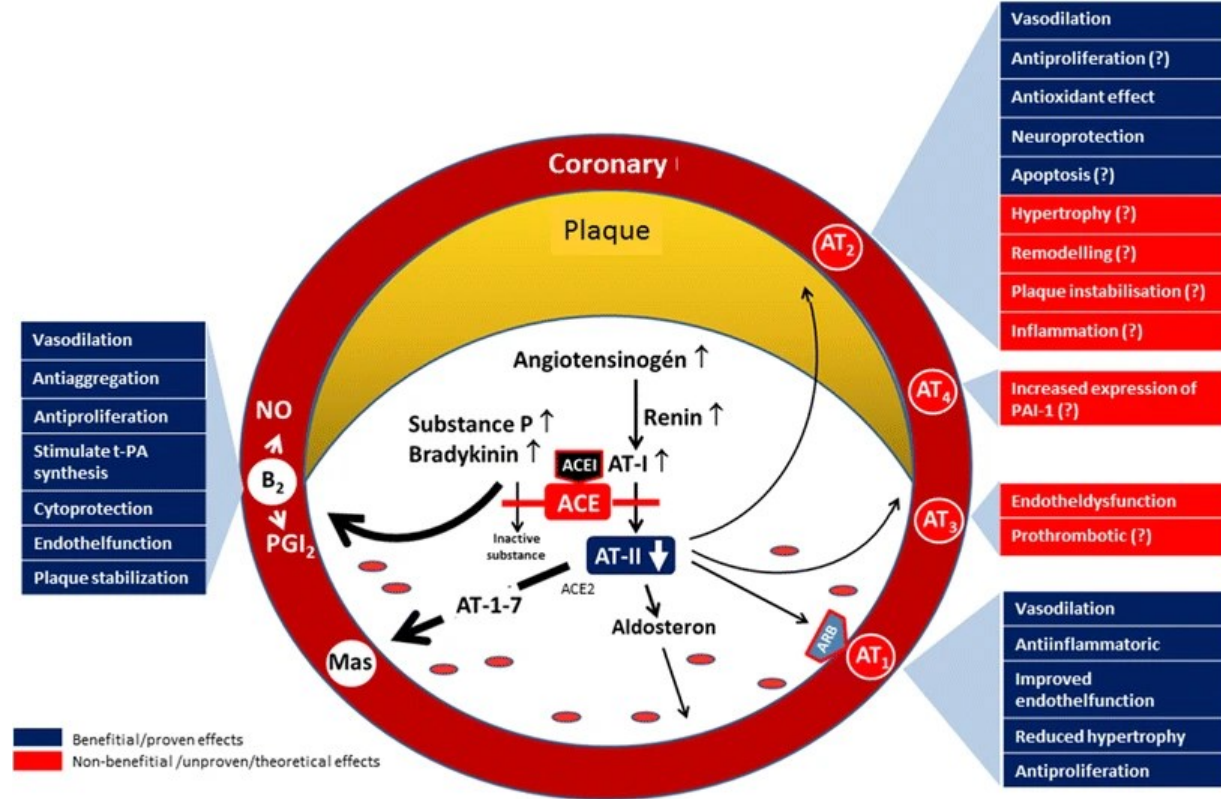 Vasodilation
Antiproliferation (?)
Antioxidant effect
Neuroprotection
Apoptosis (?)
Hypertrophy (?)
Remodelling (?)
Plaque instabilisation (?)
Inflammation (?)
Increased expression of
PAI-1 (?)
Endotheldysfunction
Prothrombotic (?)
Vasodilation
Antiinflammatoric
Improved
endothelfunction
Reduced hypertrophy
Antiproliferation
Coronary
Plaque
AT₂
AT₄
AT₃
AT₁
ARB
Angiotensinogén ↑
Renin ↑
Substance P ↑
Bradykinin ↑
ACEI
AT-I ↑
ACE
Inactive
substance
AT-II ↓
ACE2
AT-1-7
Aldosteron
NO
B₂
PGI₂
Mas
Vasodilation
Antiaggregation
Antiproliferation
Stimulate t-PA
synthesis
Cytoprotection
Endothelfunction
Plaque stabilization
Benefitial/proven effects
Non-benefitial /unproven/theoretical effects